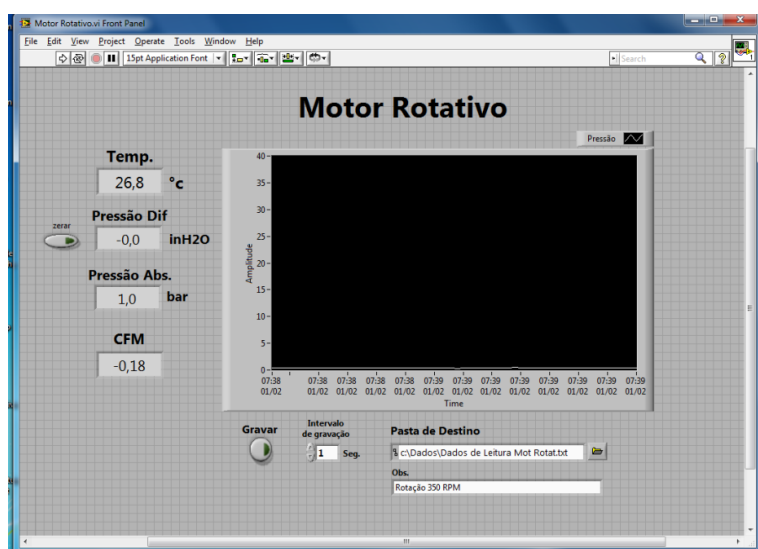 Motor Rotativo.vi Front Panel
File Edit View Project Operate Tools Window Help
15pt Application Font
Search
1
Motor Rotativo
Pressão
Temp.
26,8 °c
Pressão Dif
zerar
-0,0 inH2O
Pressão Abs.
1,0 bar
CFM
-0,18
40
35
30
25
20
15
10
5
0
Amplitude
07:38 07:38 07:38 07:38 07:38 07:38 07:39 07:39 07:39 07:39 07:39 07:39 07:39
01/02 01/02 01/02 01/02 01/02 01/02 01/02 01/02 01/02 01/02 01/02 01/02 01/02
Time
Gravar
Intervalo
de gravação
1 Seg.
Pasta de Destino
c:\Dados\Dados de Leitura Mot Rotat.txt
Obs.
Rotação 350 RPM